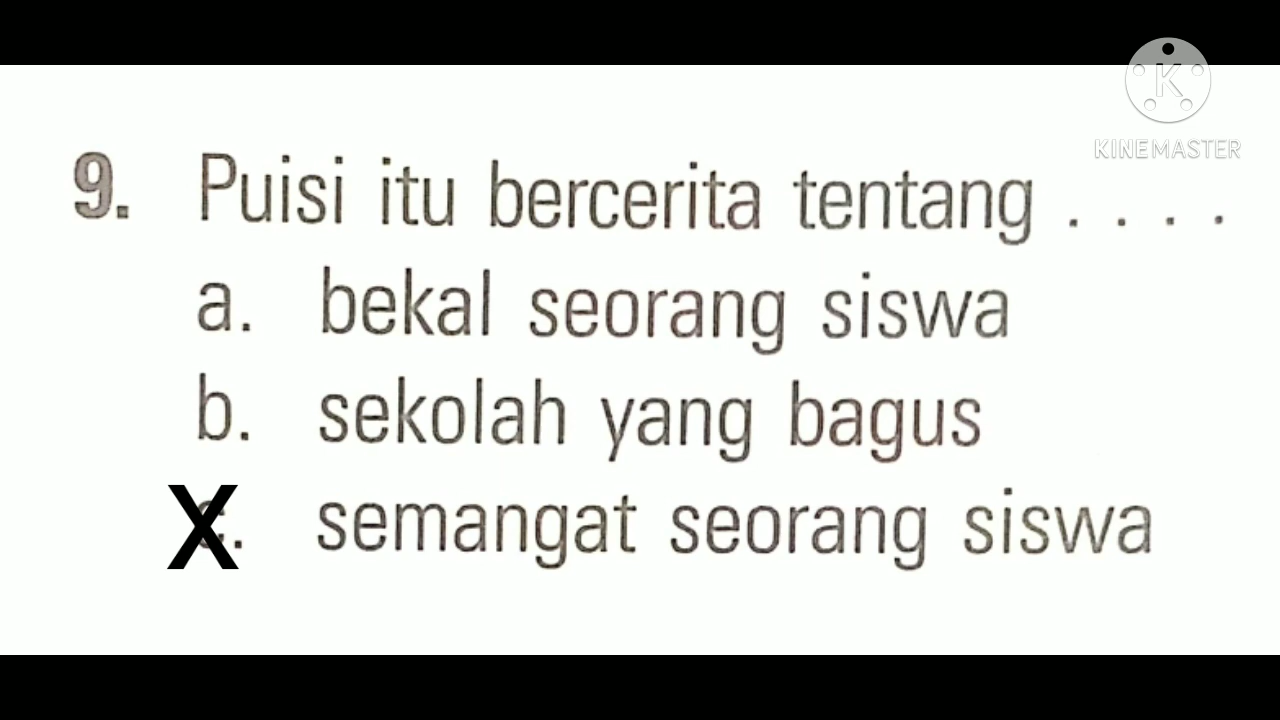 K
KINEMASTER
9. Puisi itu bercerita tentang . . . .
a. bekal seorang siswa
b. sekolah yang bagus
X c. semangat seorang siswa